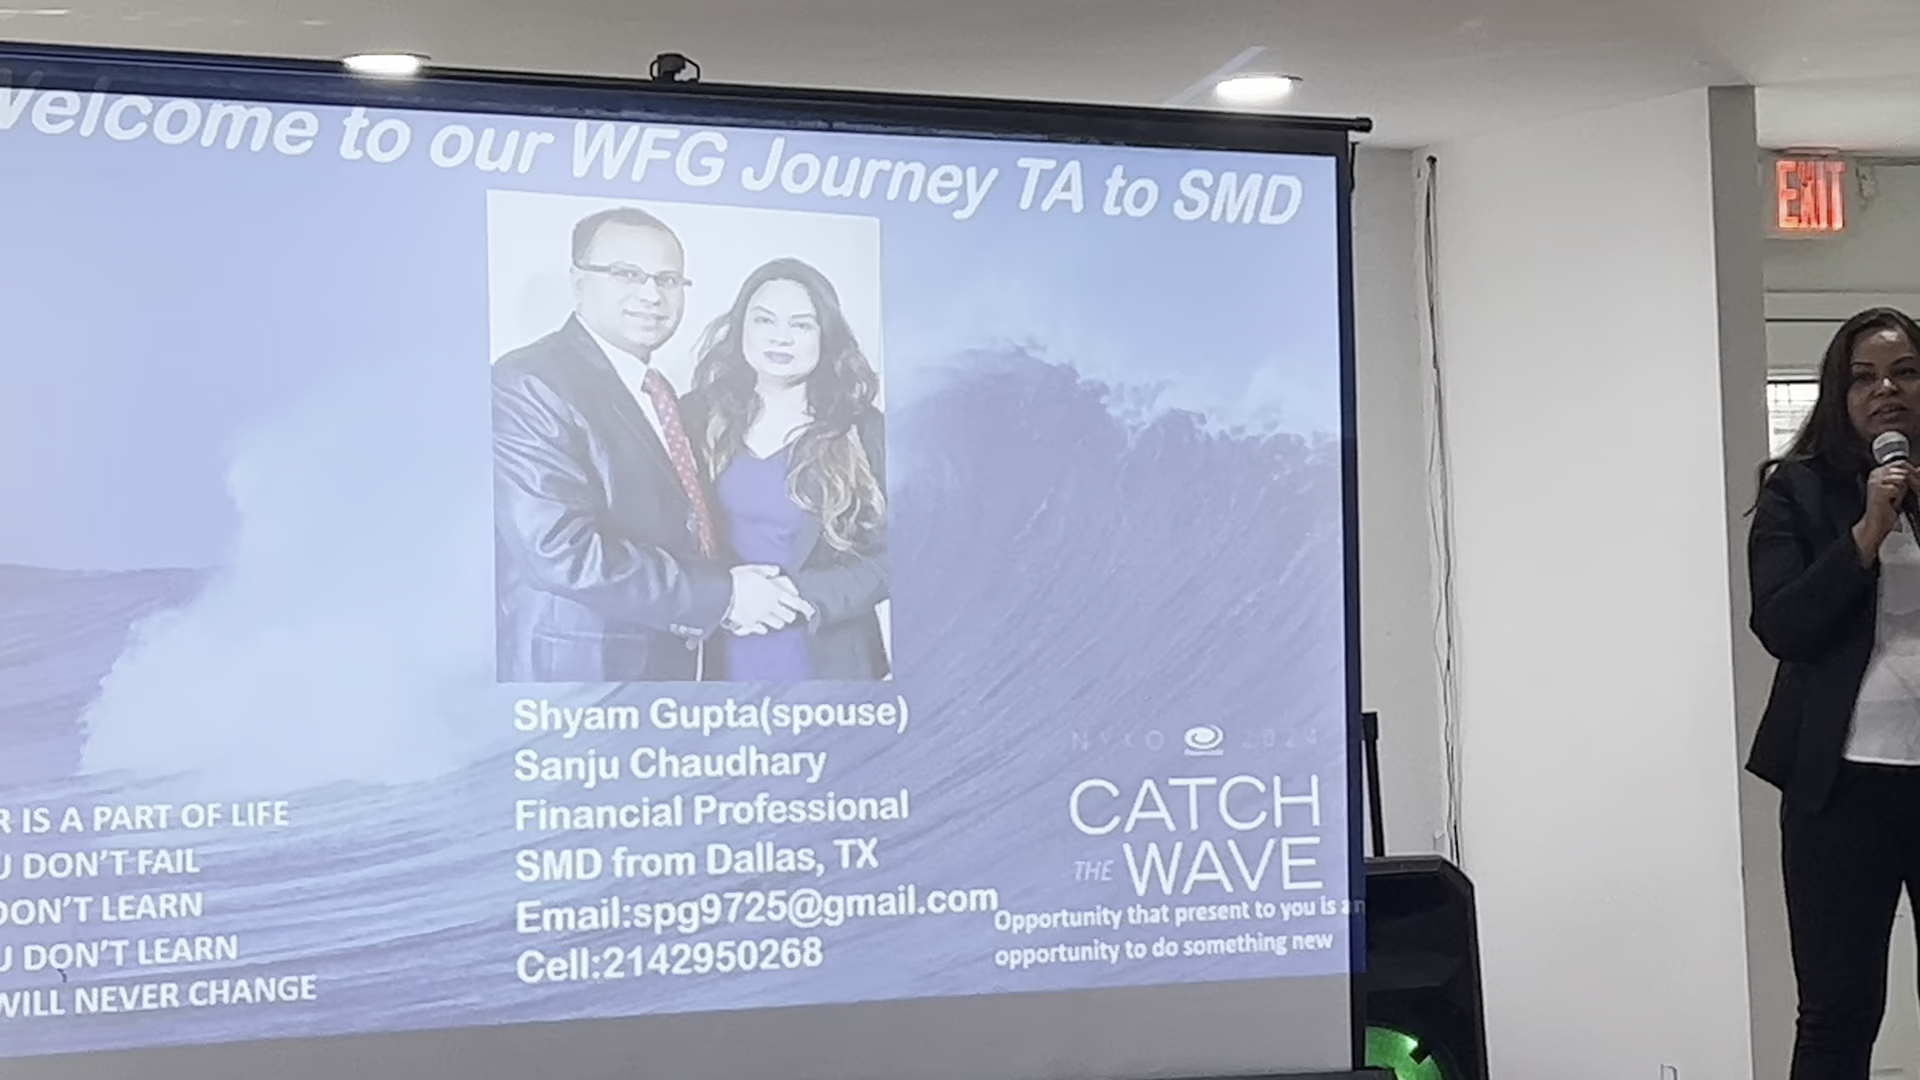 Welcome to our WFG Journey TA to SMD
EXIT
Shyam Gupta(spouse)
Sanju Chaudhary
Financial Professional
SMD from Dallas, TX
Email:spg9725@gmail.com
Cell:2142950268
R IS A PART OF LIFE
U DON'T FAIL
DON'T LEARN
U DON'T LEARN
WILL NEVER CHANGE
2024
CATCH
THE WAVE
Opportunity that present to you is an
opportunity to do something new